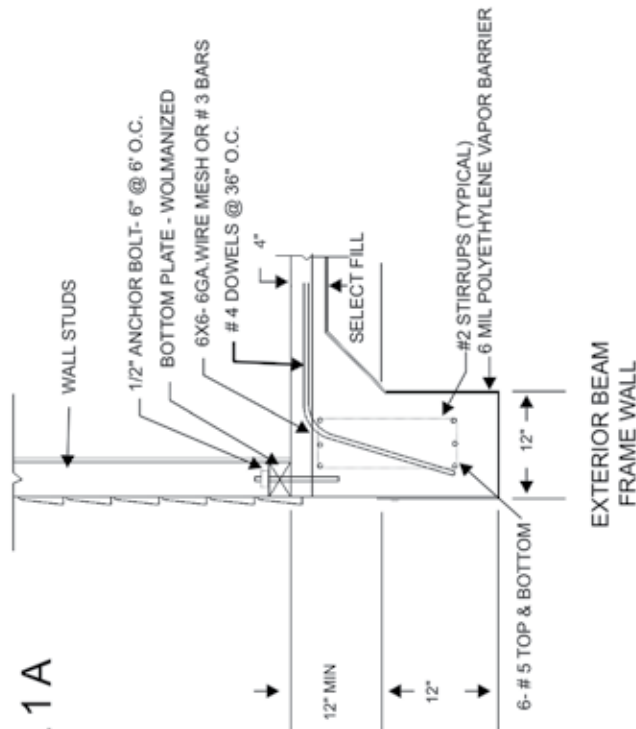 1 A
WALL STUDS
1/2" ANCHOR BOLT- 6" @ 6' O.C.
BOTTOM PLATE - WOLMANIZED
6X6- 6GA.WIRE MESH OR # 3 BARS
# 4 DOWELS @ 36" O.C.
4"
SELECT FILL
#2 STIRRUPS (TYPICAL)
6 MIL POLYETHYLENE VAPOR BARRIER
12" MIN
12"
12"
6- # 5 TOP & BOTTOM
EXTERIOR BEAM
FRAME WALL